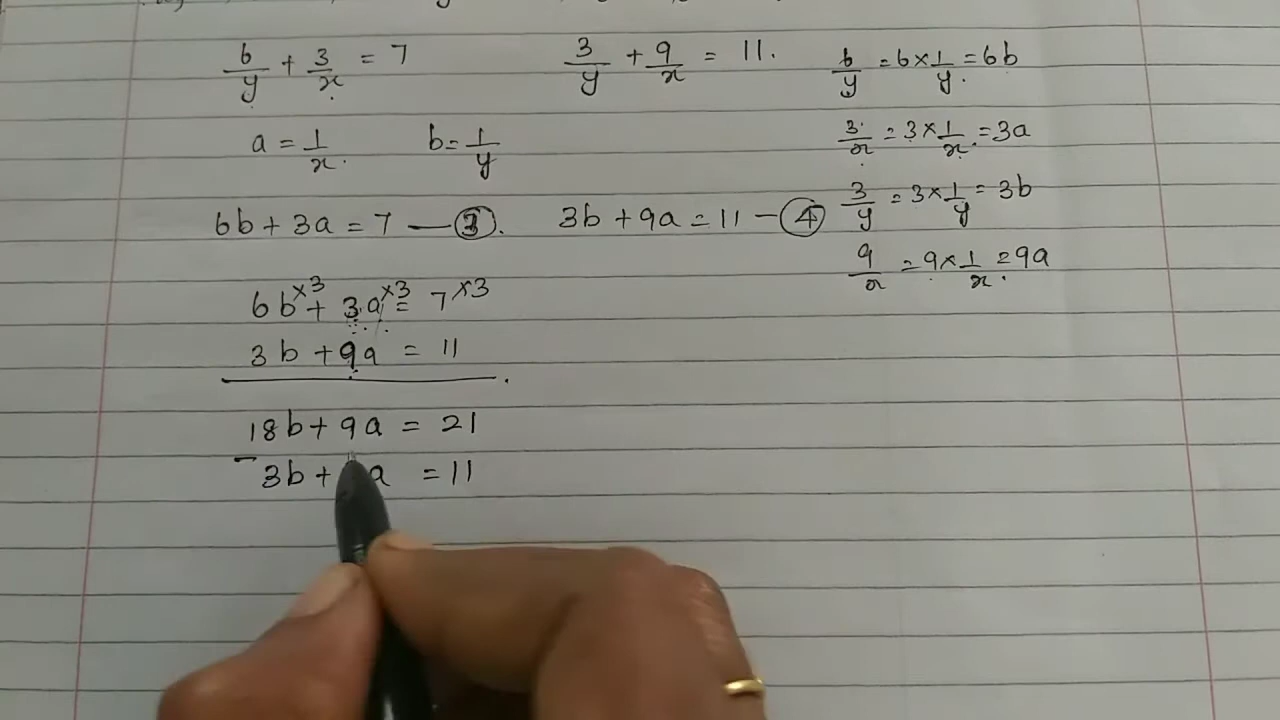 6/y + 3/x = 7
3/y + 9/x = 11.
6/y = 6×1/y = 6b
a = 1/x
b = 1/y
3/x = 3×1/x = 3a
6b + 3a = 7 — ③.
3b + 9a = 11 — ④
3/y = 3×1/y = 3b
9/x = 9×1/x = 9a
6b×3 + 3a×3 = 7×3
3b + 9a = 11
18b + 9a = 21
- 3b + a = 11